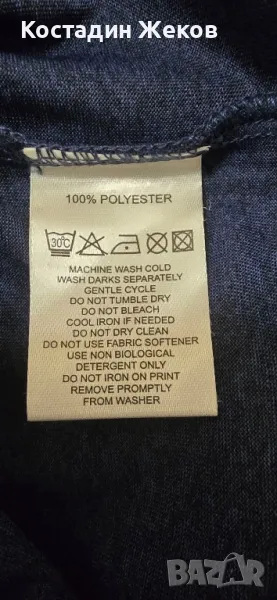 Костадин Жеков
100% POLYESTER
30°C
MACHINE WASH COLD
WASH DARKS SEPARATELY
GENTLE CYCLE
DO NOT TUMBLE DRY
DO NOT BLEACH
COOL IRON IF NEEDED
DO NOT DRY CLEAN
DO NOT USE FABRIC SOFTENER
USE NON BIOLOGICAL
DETERGENT ONLY
DO NOT IRON ON PRINT
REMOVE PROMPTLY
FROM WASHER
BAZAR